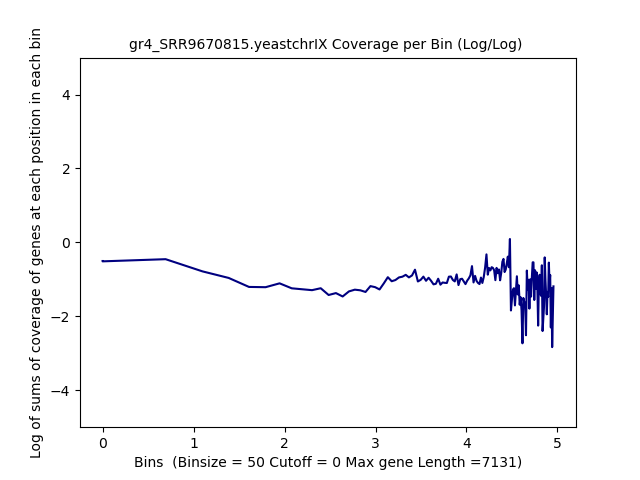 gr4_SRR9670815.yeastchrIX Coverage per Bin (Log/Log)
Log of sums of coverage of genes at each position in each bin
4
2
0
−2
−4
0 1 2 3 4 5
Bins  (Binsize = 50 Cutoff = 0 Max gene Length =7131)